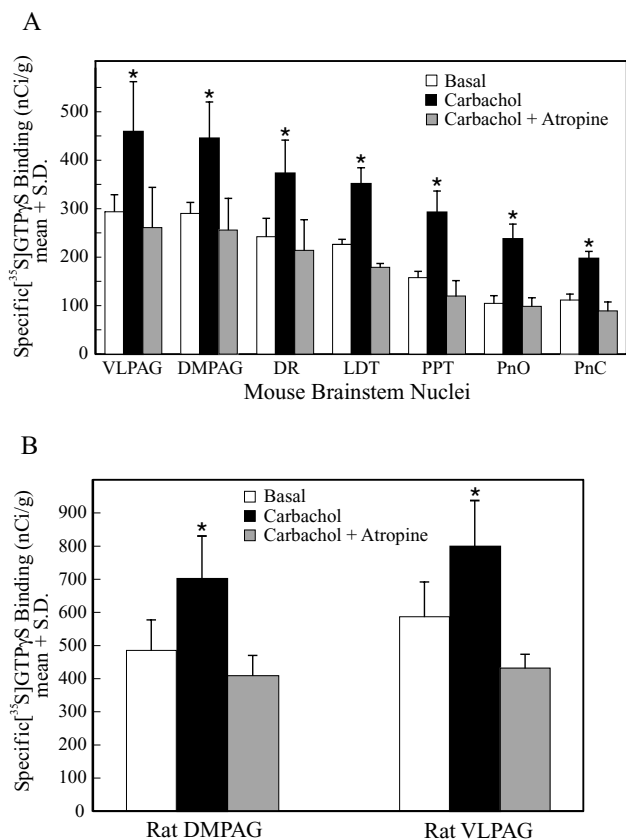 A
Specific[³⁵S]GTPγS Binding (nCi/g)
mean + S.D.
500
400
300
200
100
0
Basal
Carbachol
Carbachol + Atropine
*
*
*
*
*
*
*
VLPAG
DMPAG
DR
LDT
PPT
PnO
PnC
Mouse Brainstem Nuclei
B
Specific[³⁵S]GTPγS Binding (nCi/g)
mean + S.D.
900
800
700
600
500
400
300
200
100
0
Basal
Carbachol
Carbachol + Atropine
*
*
Rat DMPAG
Rat VLPAG